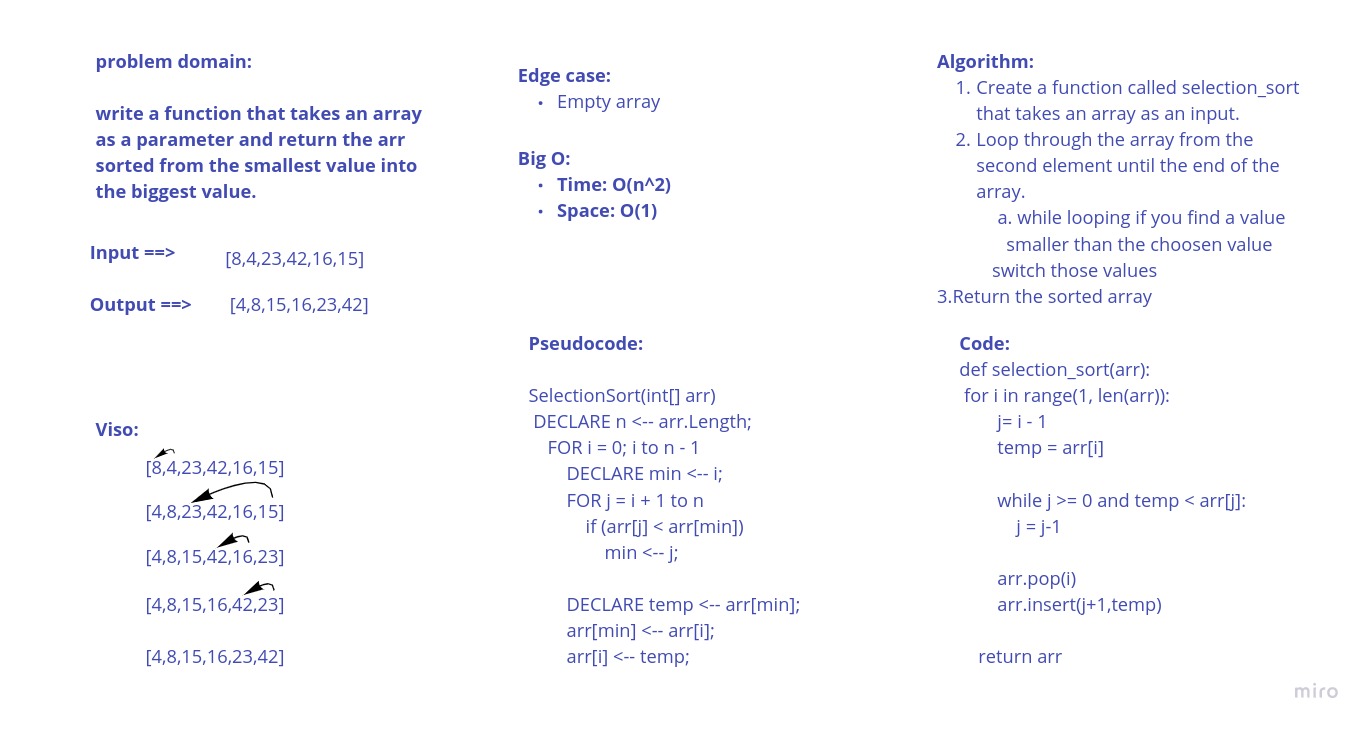 problem domain:
write a function that takes an array
as a parameter and return the arr
sorted from the smallest value into
the biggest value.
Input ==> [8,4,23,42,16,15]
Output ==> [4,8,15,16,23,42]
Viso:
[8,4,23,42,16,15]
[4,8,23,42,16,15]
[4,8,15,42,16,23]
[4,8,15,16,42,23]
[4,8,15,16,23,42]
Edge case:
• Empty array
Big O:
• Time: O(n^2)
• Space: O(1)
Pseudocode:
SelectionSort(int[] arr)
DECLARE n <-- arr.Length;
FOR i = 0; i to n - 1
DECLARE min <-- i;
FOR j = i + 1 to n
if (arr[j] < arr[min])
min <-- j;
DECLARE temp <-- arr[min];
arr[min] <-- arr[i];
arr[i] <-- temp;
Algorithm:
1. Create a function called selection_sort
that takes an array as an input.
2. Loop through the array from the
second element until the end of the
array.
a. while looping if you find a value
smaller than the choosen value
switch those values
3.Return the sorted array
Code:
def selection_sort(arr):
for i in range(1, len(arr)):
j= i - 1
temp = arr[i]
while j >= 0 and temp < arr[j]:
j = j-1
arr.pop(i)
arr.insert(j+1,temp)
return arr
miro